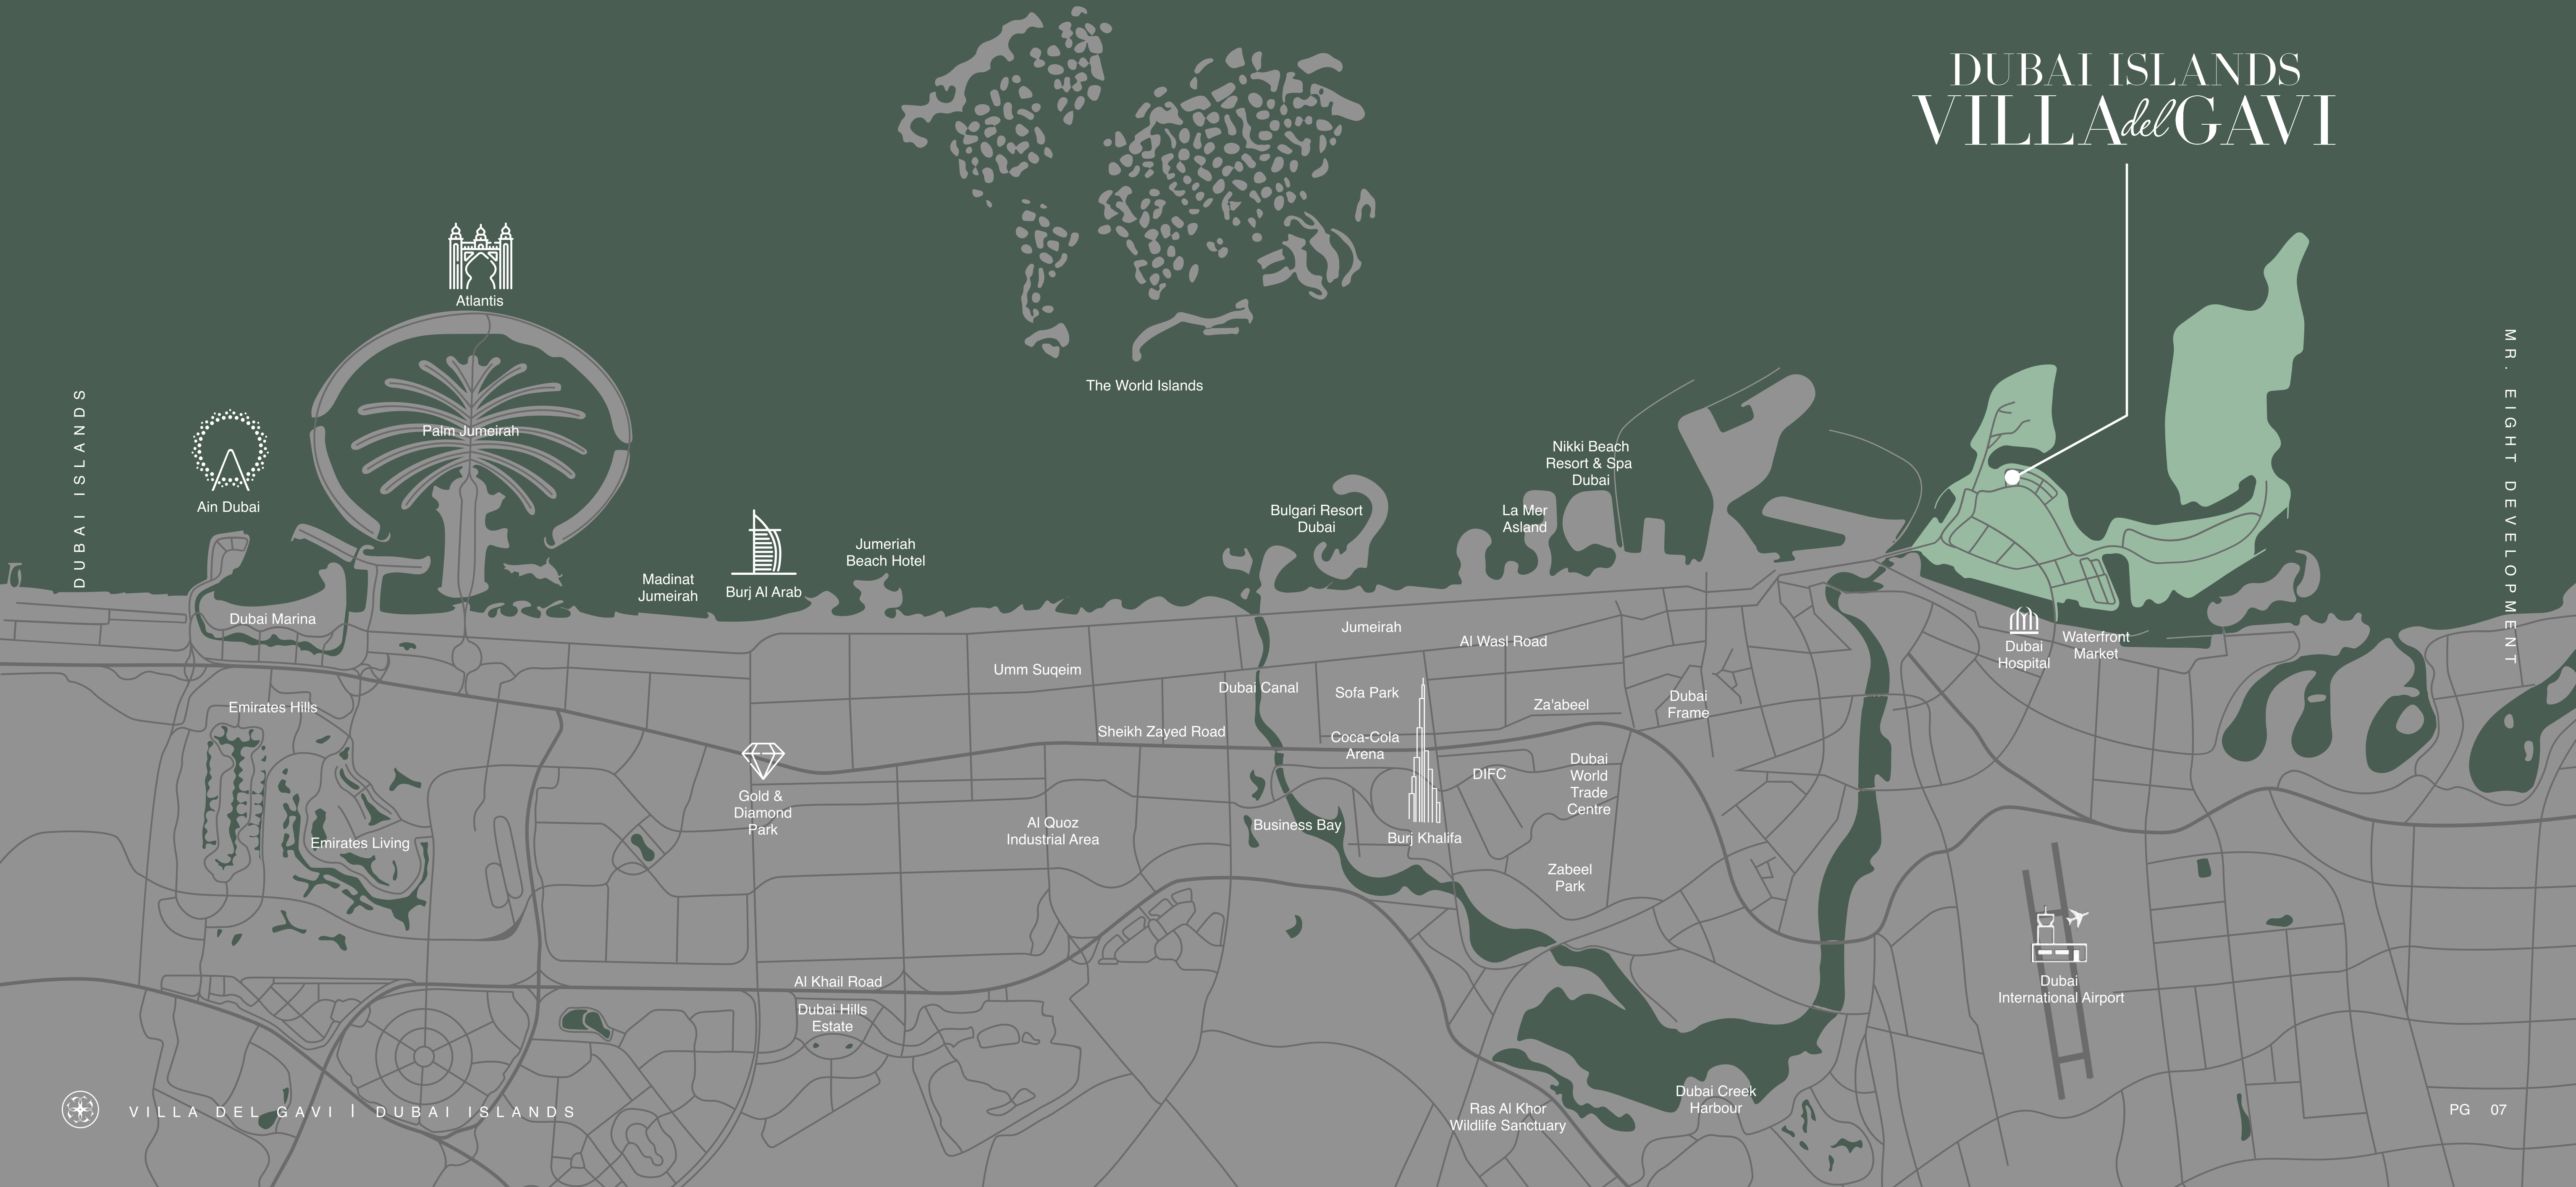 DUBAI ISLANDS
VILLA del GAVI
Atlantis
Palm Jumeirah
Ain Dubai
The World Islands
DUBAI ISLANDS
MR. EIGHT DEVELOPMENT
Nikki Beach
Resort & Spa
Dubai
Bulgari Resort
Dubai
La Mer
Asland
Jumeriah
Beach Hotel
Madinat
Jumeirah
Burj Al Arab
Dubai Marina
Jumeirah
Al Wasl Road
Dubai
Hospital
Waterfront
Market
Umm Suqeim
Dubai Canal
Sofa Park
Za'abeel
Dubai
Frame
Emirates Hills
Sheikh Zayed Road
Coca-Cola
Arena
DIFC
Dubai
World
Trade
Centre
Gold &
Diamond
Park
Al Quoz
Industrial Area
Business Bay
Burj Khalifa
Emirates Living
Zabeel
Park
Al Khail Road
Dubai Hills
Estate
Dubai
International Airport
Dubai Creek
Harbour
Ras Al Khor
Wildlife Sanctuary
VILLA DEL GAVI | DUBAI ISLANDS
PG 07